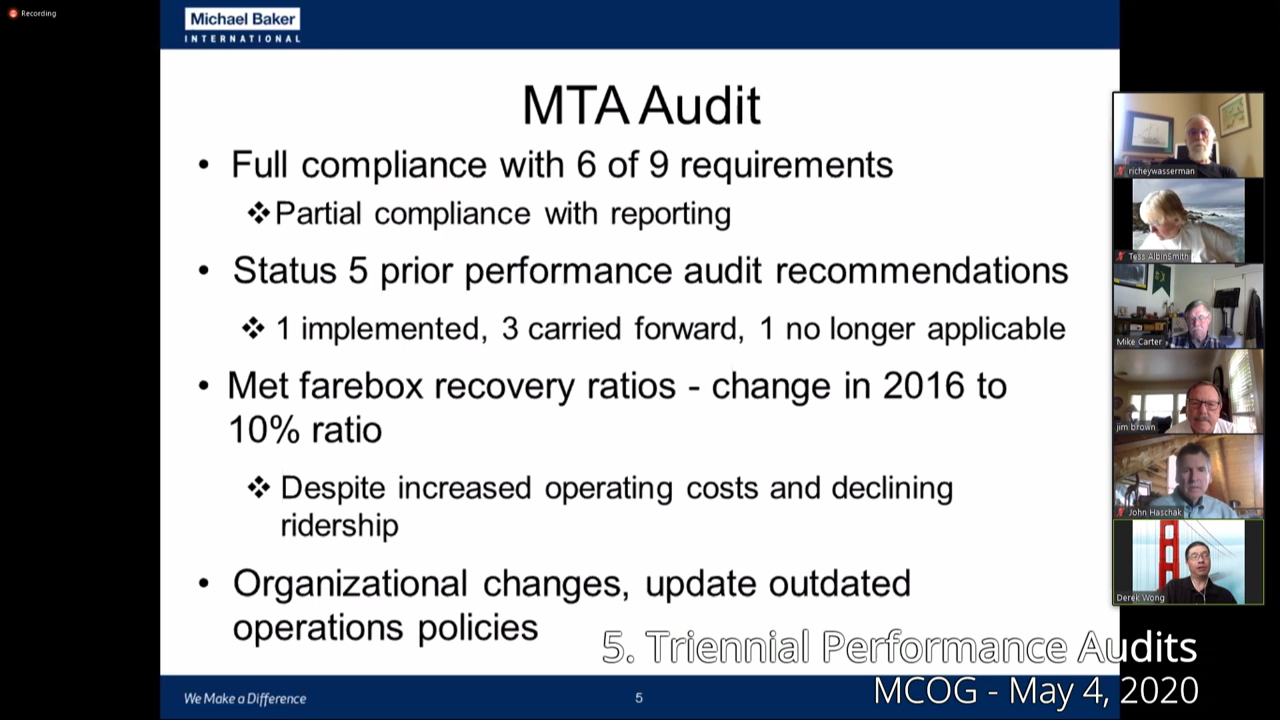 Recording
Michael Baker
INTERNATIONAL
MTA Audit
• Full compliance with 6 of 9 requirements
❖Partial compliance with reporting
• Status 5 prior performance audit recommendations
❖ 1 implemented, 3 carried forward, 1 no longer applicable
• Met farebox recovery ratios - change in 2016 to
10% ratio
❖ Despite increased operating costs and declining
ridership
• Organizational changes, update outdated
operations policies
We Make a Difference
5
richeywasserman
Tess AlbinSmith
Mike Carter
jim brown
John Haschak
Derek Wong
5. Triennial Performance Audits
MCOG - May 4, 2020